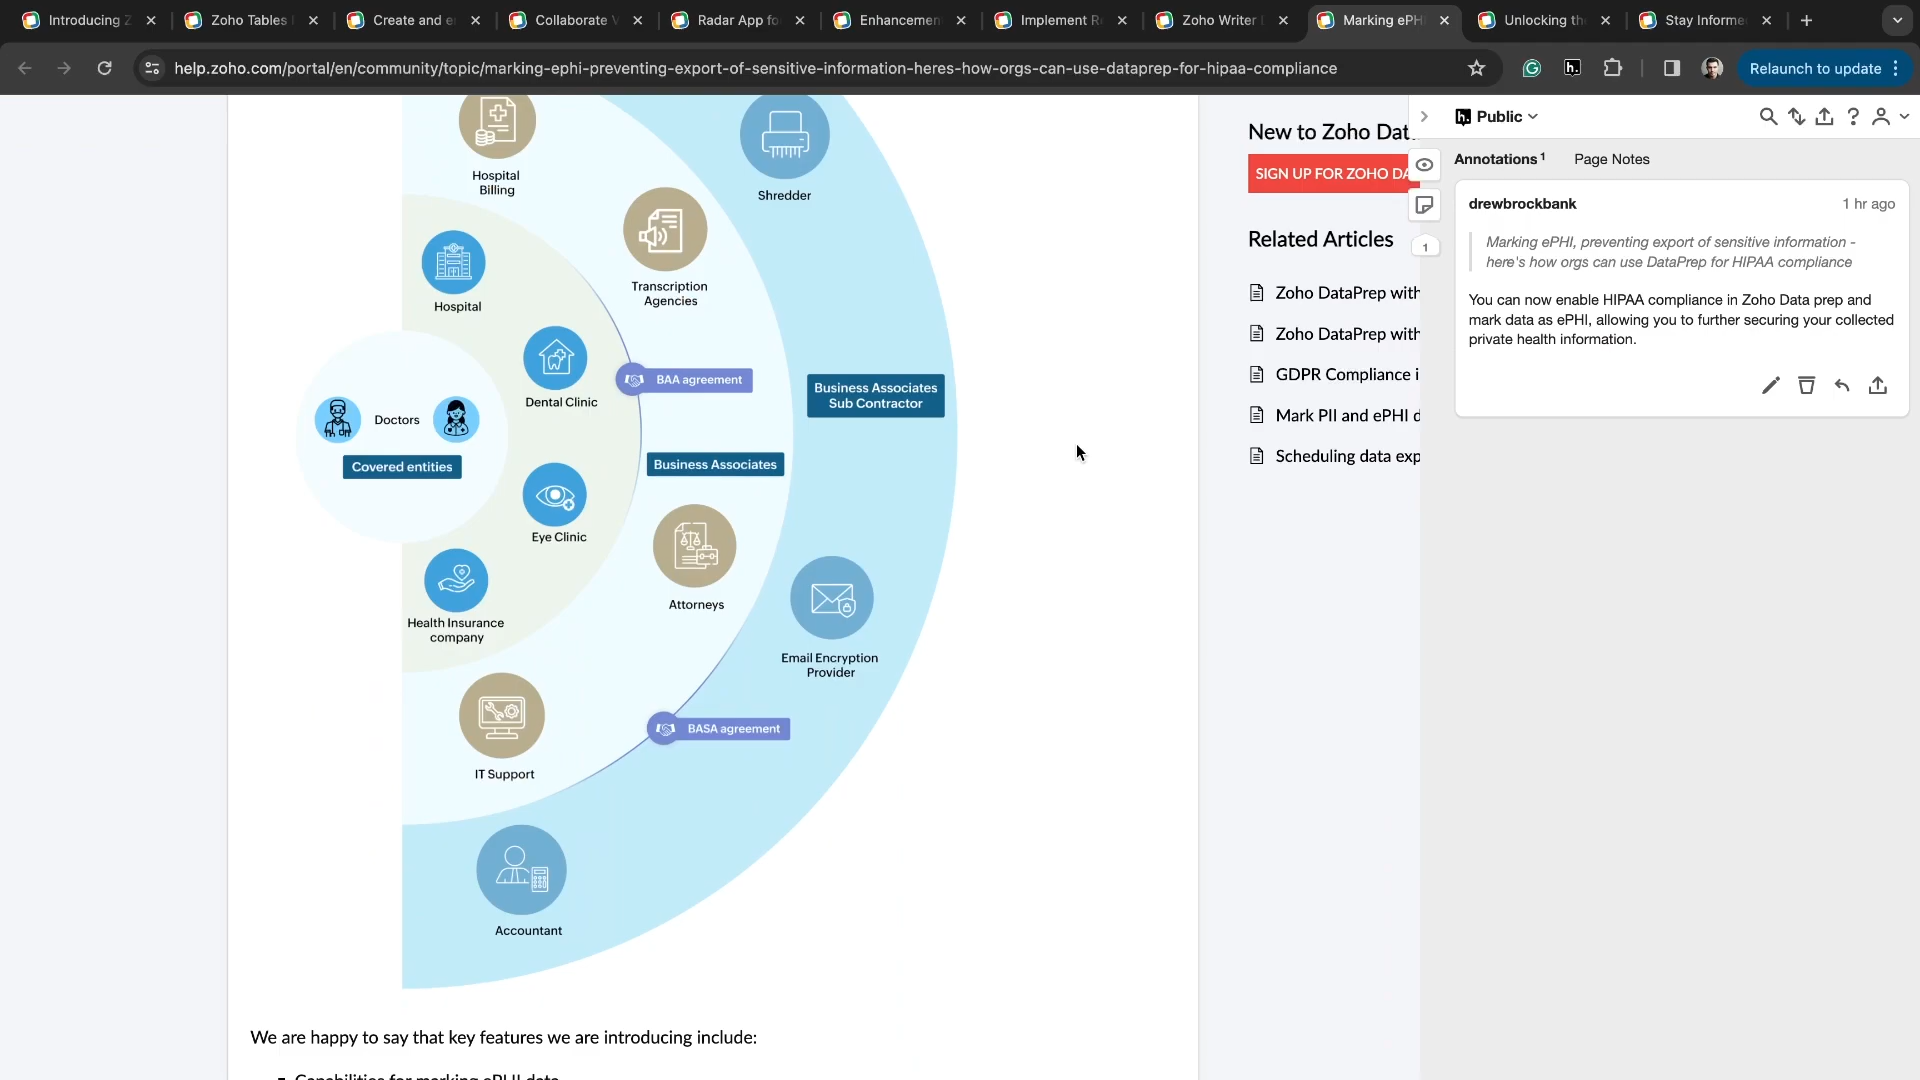 Introducing Z
Zoho Tables
Create and e
Collaborate
Radar App fo
Enhancemen
Implement R
Zoho Writer
Marking ePH
Unlocking th
Stay Informe
help.zoho.com/portal/en/community/topic/marking-ephi-preventing-export-of-sensitive-information-heres-how-orgs-can-use-dataprep-for-hipaa-compliance
Relaunch to update
Hospital
Billing
Shredder
Transcription
Agencies
Hospital
Dental Clinic
BAA agreement
Business Associates
Sub Contractor
Doctors
Covered entities
Business Associates
Eye Clinic
Attorneys
Health Insurance
company
Email Encryption
Provider
BASA agreement
IT Support
Accountant
We are happy to say that key features we are introducing include:
Capabilities for marking ePHI data
New to Zoho Dat
SIGN UP FOR ZOHO DA
Related Articles
Zoho DataPrep with
Zoho DataPrep with
GDPR Compliance i
Mark PII and ePHI d
Scheduling data exp
1
Public
Annotations 1
Page Notes
drewbrockbank
1 hr ago
Marking ePHI, preventing export of sensitive information -
here's how orgs can use DataPrep for HIPAA compliance
You can now enable HIPAA compliance in Zoho Data prep and
mark data as ePHI, allowing you to further securing your collected
private health information.